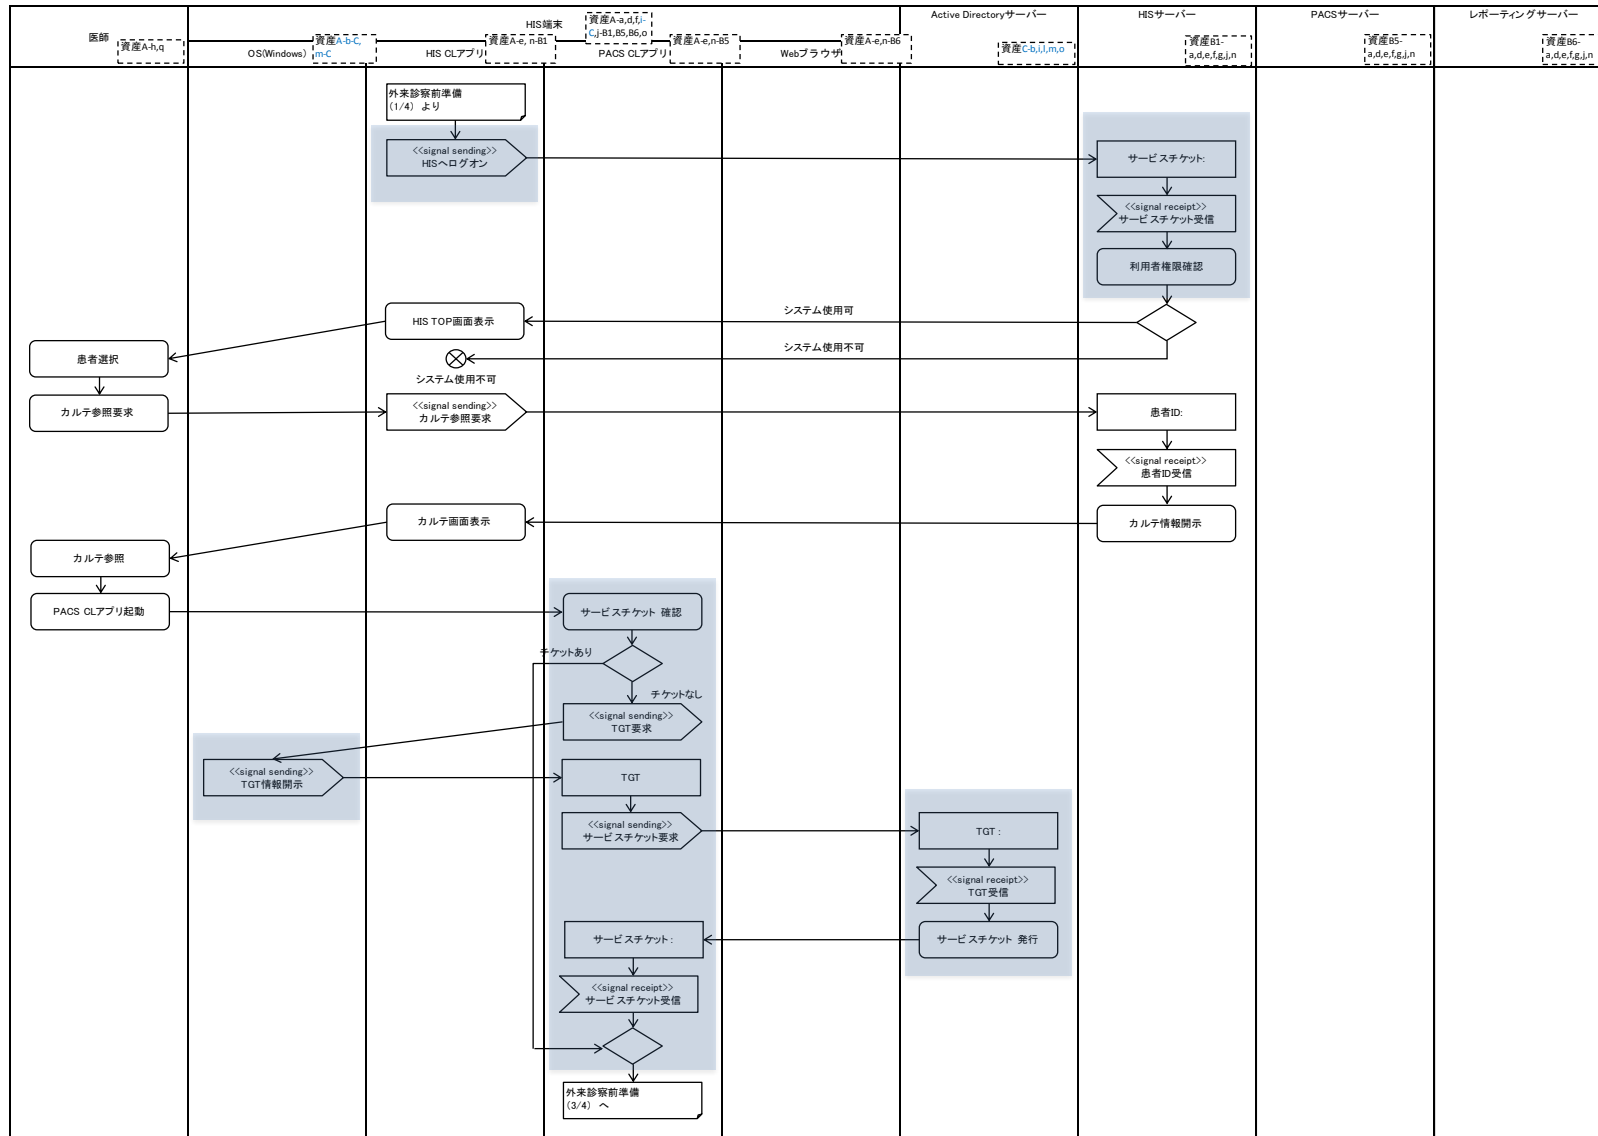 医師
資産A-h,q
HIS端末
資産A-a,d,f,i-
C,j-B1,B5,B6,o
OS(Windows)
資産A-b-C,
m-C
HIS CLアプリ
資産A-e, n-B1
PACS CLアプリ
資産A-e,n-B5
Webブラウザ
資産A-e,n-B6
Active Directoryサーバー
資産C-b,i,l,m,o
HISサーバー
資産B1-
a,d,e,f,g,j,n
PACSサーバー
資産B5-
a,d,e,f,g,j,n
レポーティングサーバー
資産B6-
a,d,e,f,g,j,n
外来診察前準備
(1/4) より
<<signal sending>>
HISへログオン
サービスチケット:
<<signal receipt>>
サービスチケット受信
利用者権限確認
システム使用可
HIS TOP画面表示
システム使用不可
システム使用不可
患者選択
カルテ参照要求
<<signal sending>>
カルテ参照要求
患者ID:
<<signal receipt>>
患者ID受信
カルテ情報開示
カルテ画面表示
カルテ参照
PACS CLアプリ起動
サービスチケット 確認
チケットあり
チケットなし
<<signal sending>>
TGT要求
<<signal sending>>
TGT情報開示
TGT
<<signal sending>>
サービスチケット要求
TGT :
<<signal receipt>>
TGT受信
サービスチケット 発行
サービスチケット :
<<signal receipt>>
サービスチケット受信
外来診察前準備
(3/4) へ